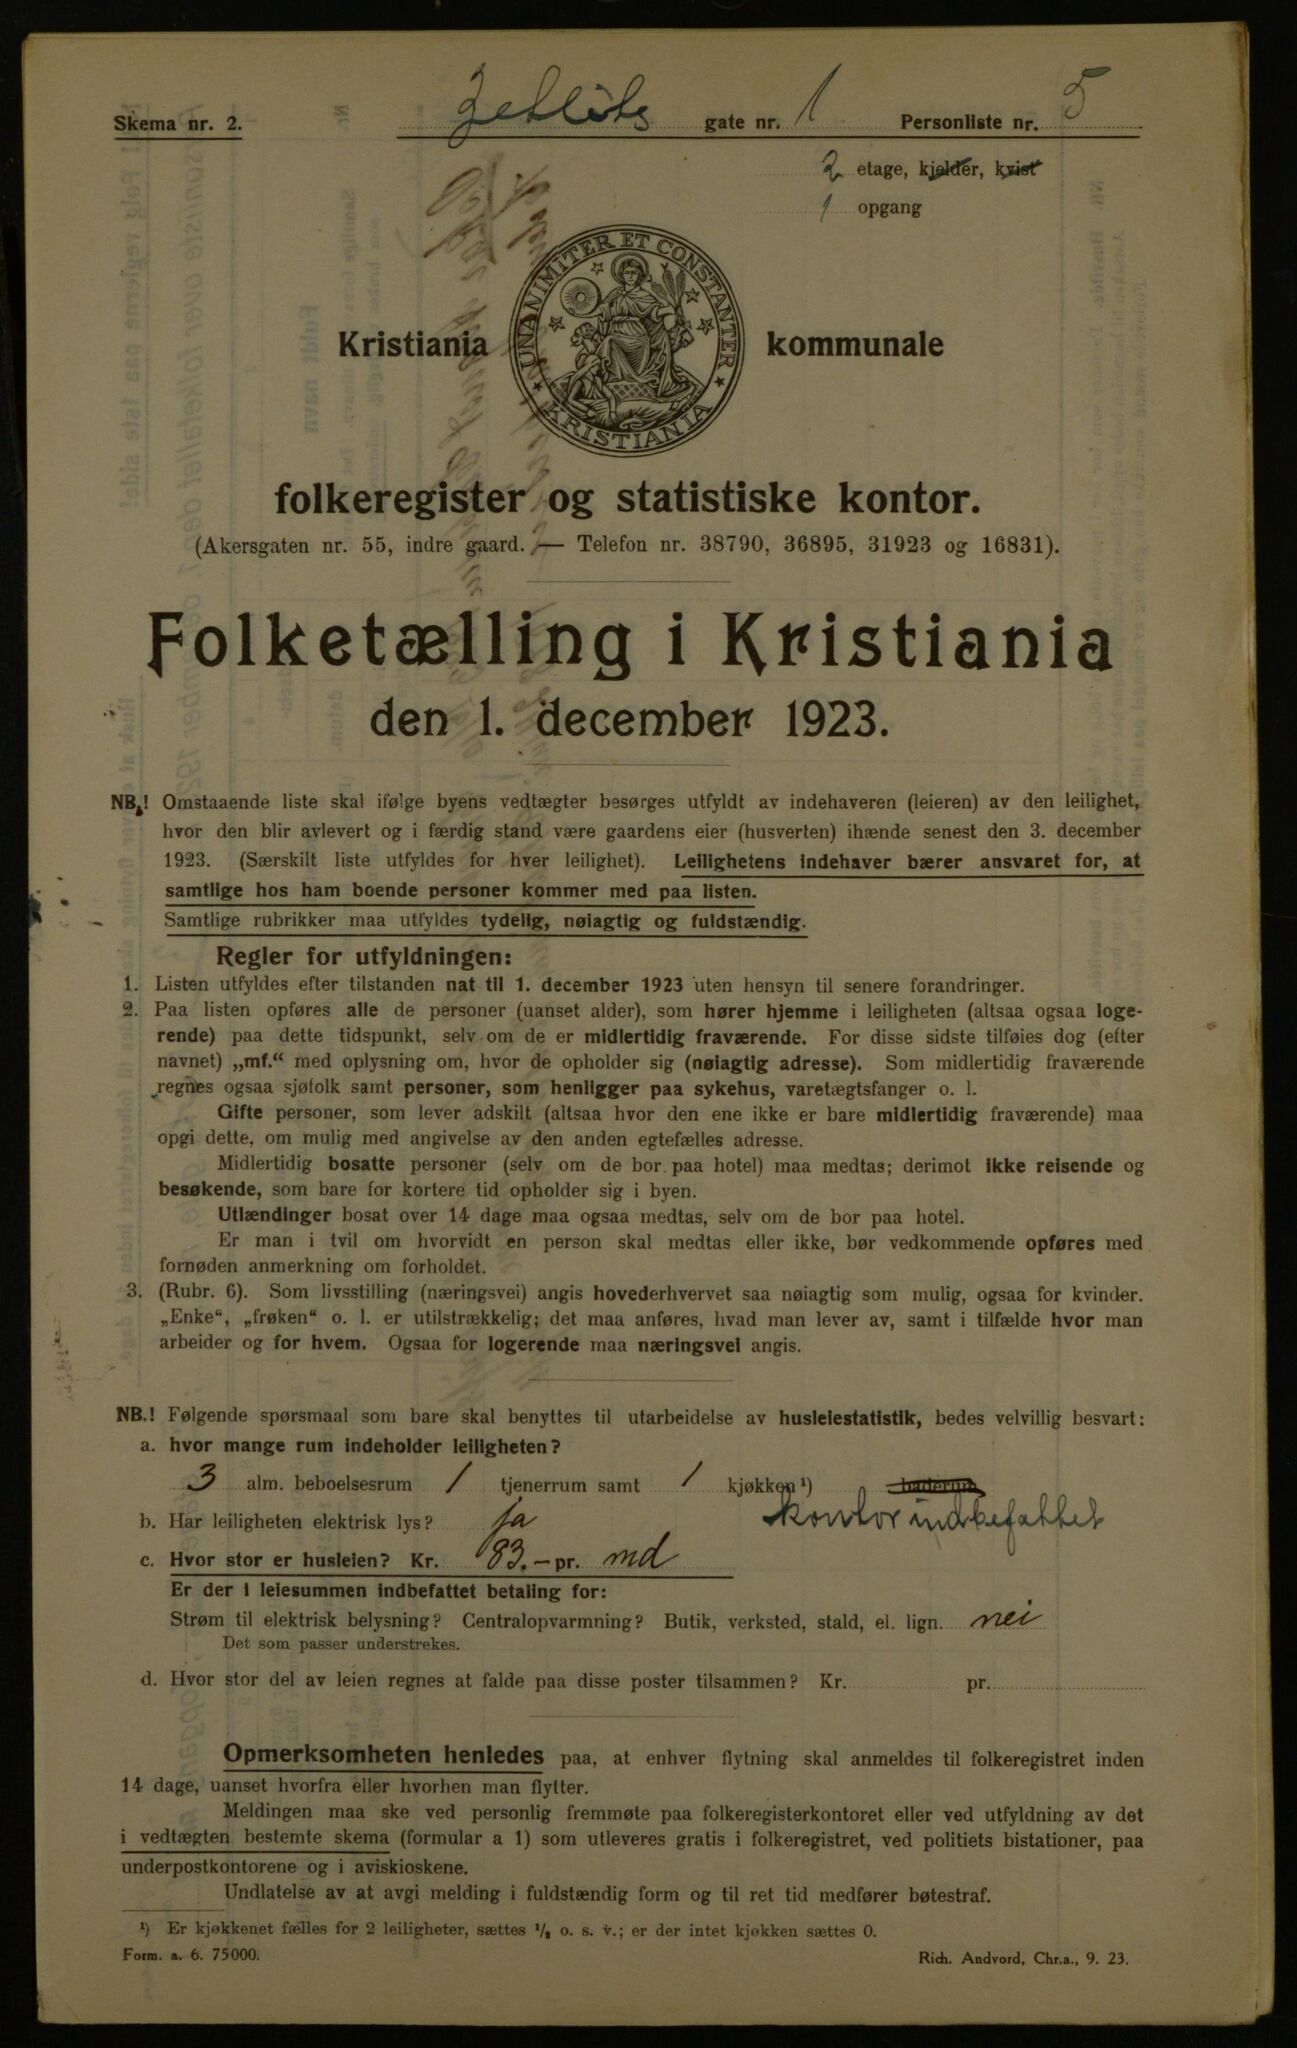 Skema nr. 2. Zetlitz gate nr. 1 Personliste nr. 5
2 etage, kjelder, kvist
1 opgang
UNANIMITER ET CONSTANTER
KRISTIANIA
Kristiania kommunale
folkeregister og statistiske kontor.
(Akersgaten nr. 55, indre gaard. — Telefon nr. 38790, 36895, 31923 og 16831).
Folketælling i Kristiania
den 1. december 1923.
NB.! Omstaaende liste skal ifølge byens vedtægter besørges utfyldt av indehaveren (leieren) av den leilighet,
hvor den blir avlevert og i færdig stand være gaardens eier (husverten) ihænde senest den 3. december
1923. (Særskilt liste utfyldes for hver leilighet). Leilighetens indehaver bærer ansvaret for, at
samtlige hos ham boende personer kommer med paa listen.
Samtlige rubrikker maa utfyldes tydelig, nøiagtig og fuldstændig.
Regler for utfyldningen:
1. Listen utfyldes efter tilstanden nat til 1. december 1923 uten hensyn til senere forandringer.
2. Paa listen opføres alle de personer (uanset alder), som hører hjemme i leiligheten (altsaa ogsaa loge-
rende) paa dette tidspunkt, selv om de er midlertidig fraværende. For disse sidste tilføies dog (efter
navnet) „mf.“ med oplysning om, hvor de opholder sig (nøiagtig adresse). Som midlertidig fraværende
regnes ogsaa sjøfolk samt personer, som henligger paa sykehus, varetægtsfanger o. l.
Gifte personer, som lever adskilt (altsaa hvor den ene ikke er bare midlertidig fraværende) maa
opgi dette, om mulig med angivelse av den anden egtefælles adresse.
Midlertidig bosatte personer (selv om de bor paa hotel) maa medtas; derimot ikke reisende og
besøkende, som bare for kortere tid opholder sig i byen.
Utlændinger bosat over 14 dage maa ogsaa medtas, selv om de bor paa hotel.
Er man i tvil om hvorvidt en person skal medtas eller ikke, bør vedkommende opføres med
fornøden anmerkning om forholdet.
3. (Rubr. 6). Som livsstilling (næringsvei) angis hovederhvervet saa nøiagtig som mulig, ogsaa for kvinder.
„Enke“, „frøken“ o. l. er utilstrækkelig; det maa anføres, hvad man lever av, samt i tilfælde hvor man
arbeider og for hvem. Ogsaa for logerende maa næringsvei angis.
NB.! Følgende spørsmaal som bare skal benyttes til utarbeidelse av husleiestatistik, bedes velvillig besvart:
a. hvor mange rum indeholder leiligheten?
3 alm. beboelsesrum 1 tjenerrum samt 1 kjøkken ¹) baderum
kontor indbefattet
b. Har leiligheten elektrisk lys? ja
c. Hvor stor er husleien? Kr. 83.- pr. md
Er der i leiesummen indbefattet betaling for:
Strøm til elektrisk belysning? Centralopvarmning? Butik, verksted, stald, el. lign. nei
Det som passer understrekes.
d. Hvor stor del av leien regnes at falde paa disse poster tilsammen? Kr. pr.
Opmerksomheten henledes paa, at enhver flytning skal anmeldes til folkeregistret inden
14 dage, uanset hvorfra eller hvorhen man flytter.
Meldingen maa ske ved personlig fremmøte paa folkeregisterkontoret eller ved utfyldning av det
i vedtægten bestemte skema (formular a 1) som utleveres gratis i folkeregistret, ved politiets bistationer, paa
underpostkontorene og i aviskioskene.
Undlatelse av at avgi melding i fuldstændig form og til ret tid medfører bøtestraf.
¹) Er kjøkkenet fælles for 2 leiligheter, sættes ½ o. s. v.; er der intet kjøkken sættes 0.
Form. a. 6. 75000. Rich. Andvord, Chr.a., 9. 23.